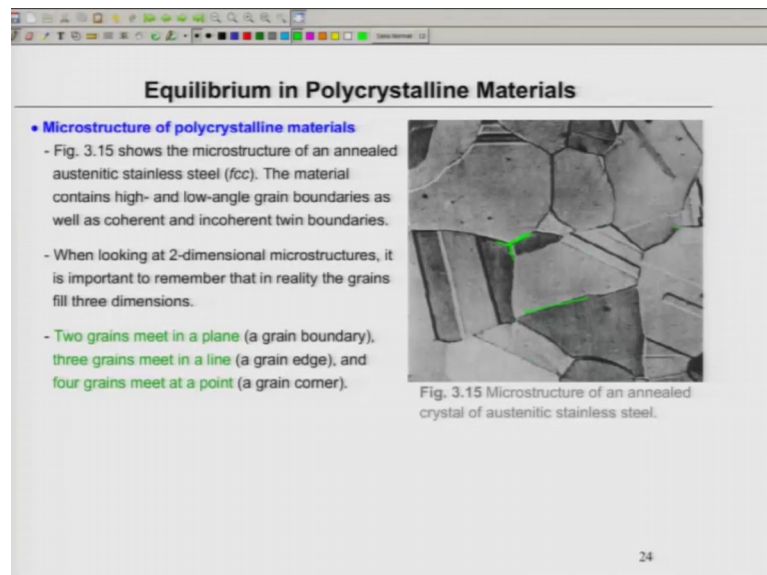 Equilibrium in Polycrystalline Materials
• Microstructure of polycrystalline materials
- Fig. 3.15 shows the microstructure of an annealed
austenitic stainless steel (fcc). The material
contains high- and low-angle grain boundaries as
well as coherent and incoherent twin boundaries.
- When looking at 2-dimensional microstructures, it
is important to remember that in reality the grains
fill three dimensions.
- Two grains meet in a plane (a grain boundary),
three grains meet in a line (a grain edge), and
four grains meet at a point (a grain corner).
Fig. 3.15 Microstructure of an annealed
crystal of austenitic stainless steel.
24